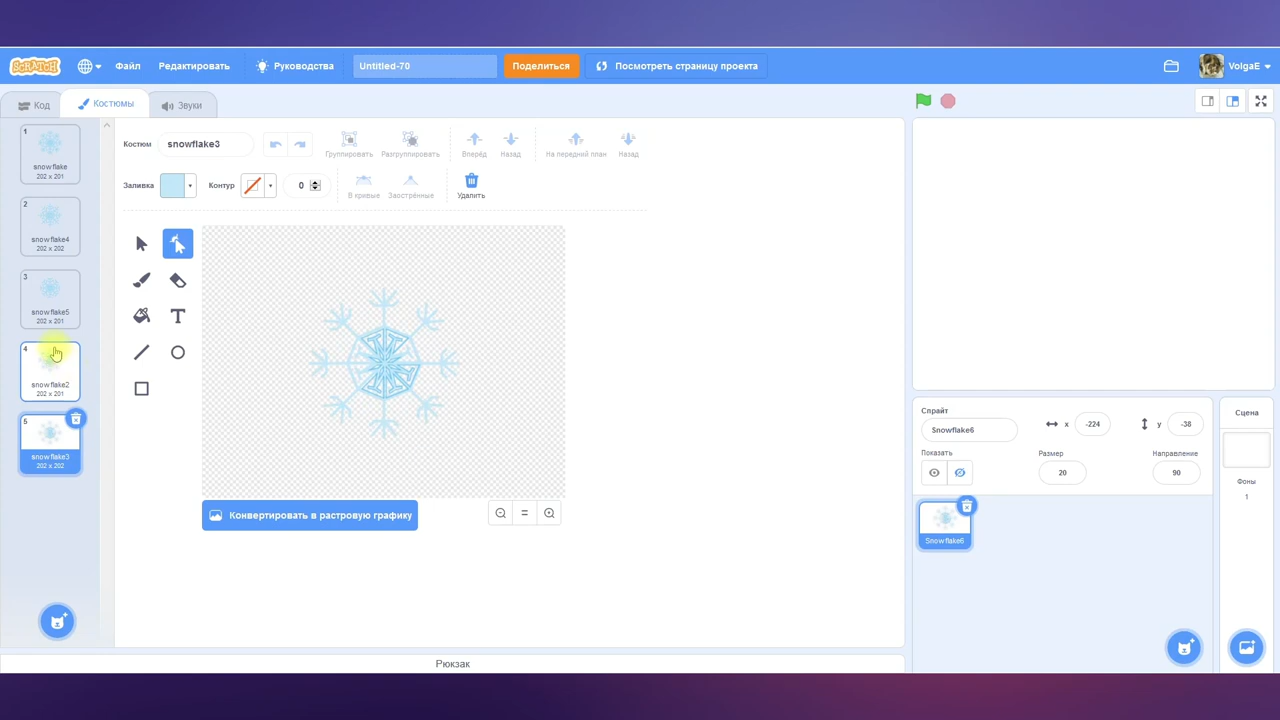 SCRATCH
Файл
Редактировать
Руководства
Untitled-70
Поделиться
Посмотреть страницу проекта
VolgaE
Код
Костюмы
Звуки
1
snowflake
202 x 201
2
snowflake4
202 x 202
3
snowflake5
202 x 201
4
snowflake2
202 x 201
5
snowflake3
202 x 202
Костюм
snowflake3
Группировать
Разгруппировать
Вперёд
Назад
На передний план
Назад
Заливка
Контур
0
В кривые
Заострённые
Удалить
T
Конвертировать в растровую графику
Рюкзак
Спрайт
Snowflake6
x
-224
y
-38
Показать
Размер
20
Направление
90
Snowflake6
Сцена
Фоны
1